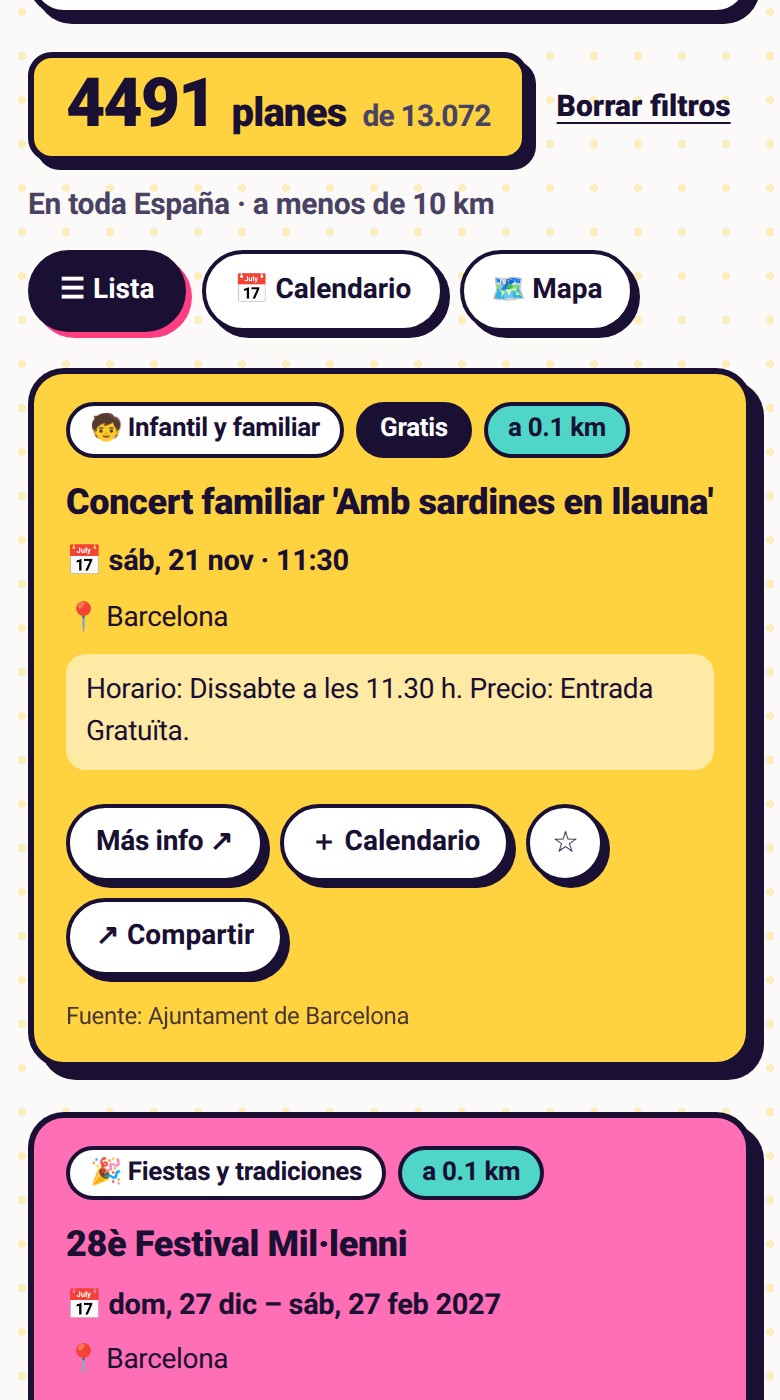 4491 planes de 13.072
Borrar filtros
En toda España · a menos de 10 km
☰ Lista
📅 Calendario
🗺️ Mapa
🧒 Infantil y familiar
Gratis
a 0.1 km
Concert familiar 'Amb sardines en llauna'
📅 sáb, 21 nov · 11:30
📍 Barcelona
Horario: Dissabte a les 11.30 h. Precio: Entrada
Gratuïta.
Más info ↗
+ Calendario
☆
↗ Compartir
Fuente: Ajuntament de Barcelona
🎉 Fiestas y tradiciones
a 0.1 km
28è Festival Mil·lenni
📅 dom, 27 dic – sáb, 27 feb 2027
📍 Barcelona